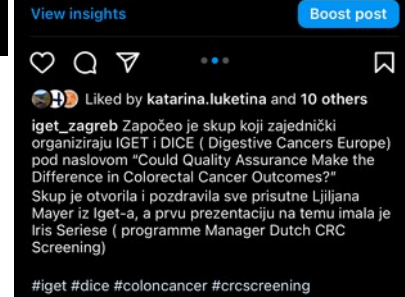 View insights
Boost post
Liked by katarina.luketina and 10 others
iget_zagreb Započeo je skup koji zajednički
organiziraju IGET i DICE ( Digestive Cancers Europe)
pod naslovom “Could Quality Assurance Make the
Difference in Colorectal Cancer Outcomes?”
Skup je otvorila i pozdravila sve prisutne Ljiljana
Mayer iz Iget-a, a prvu prezentaciju na temu imala je
Iris Seriese ( programme Manager Dutch CRC
Screening)
#iget #dice #coloncancer #crcscreening